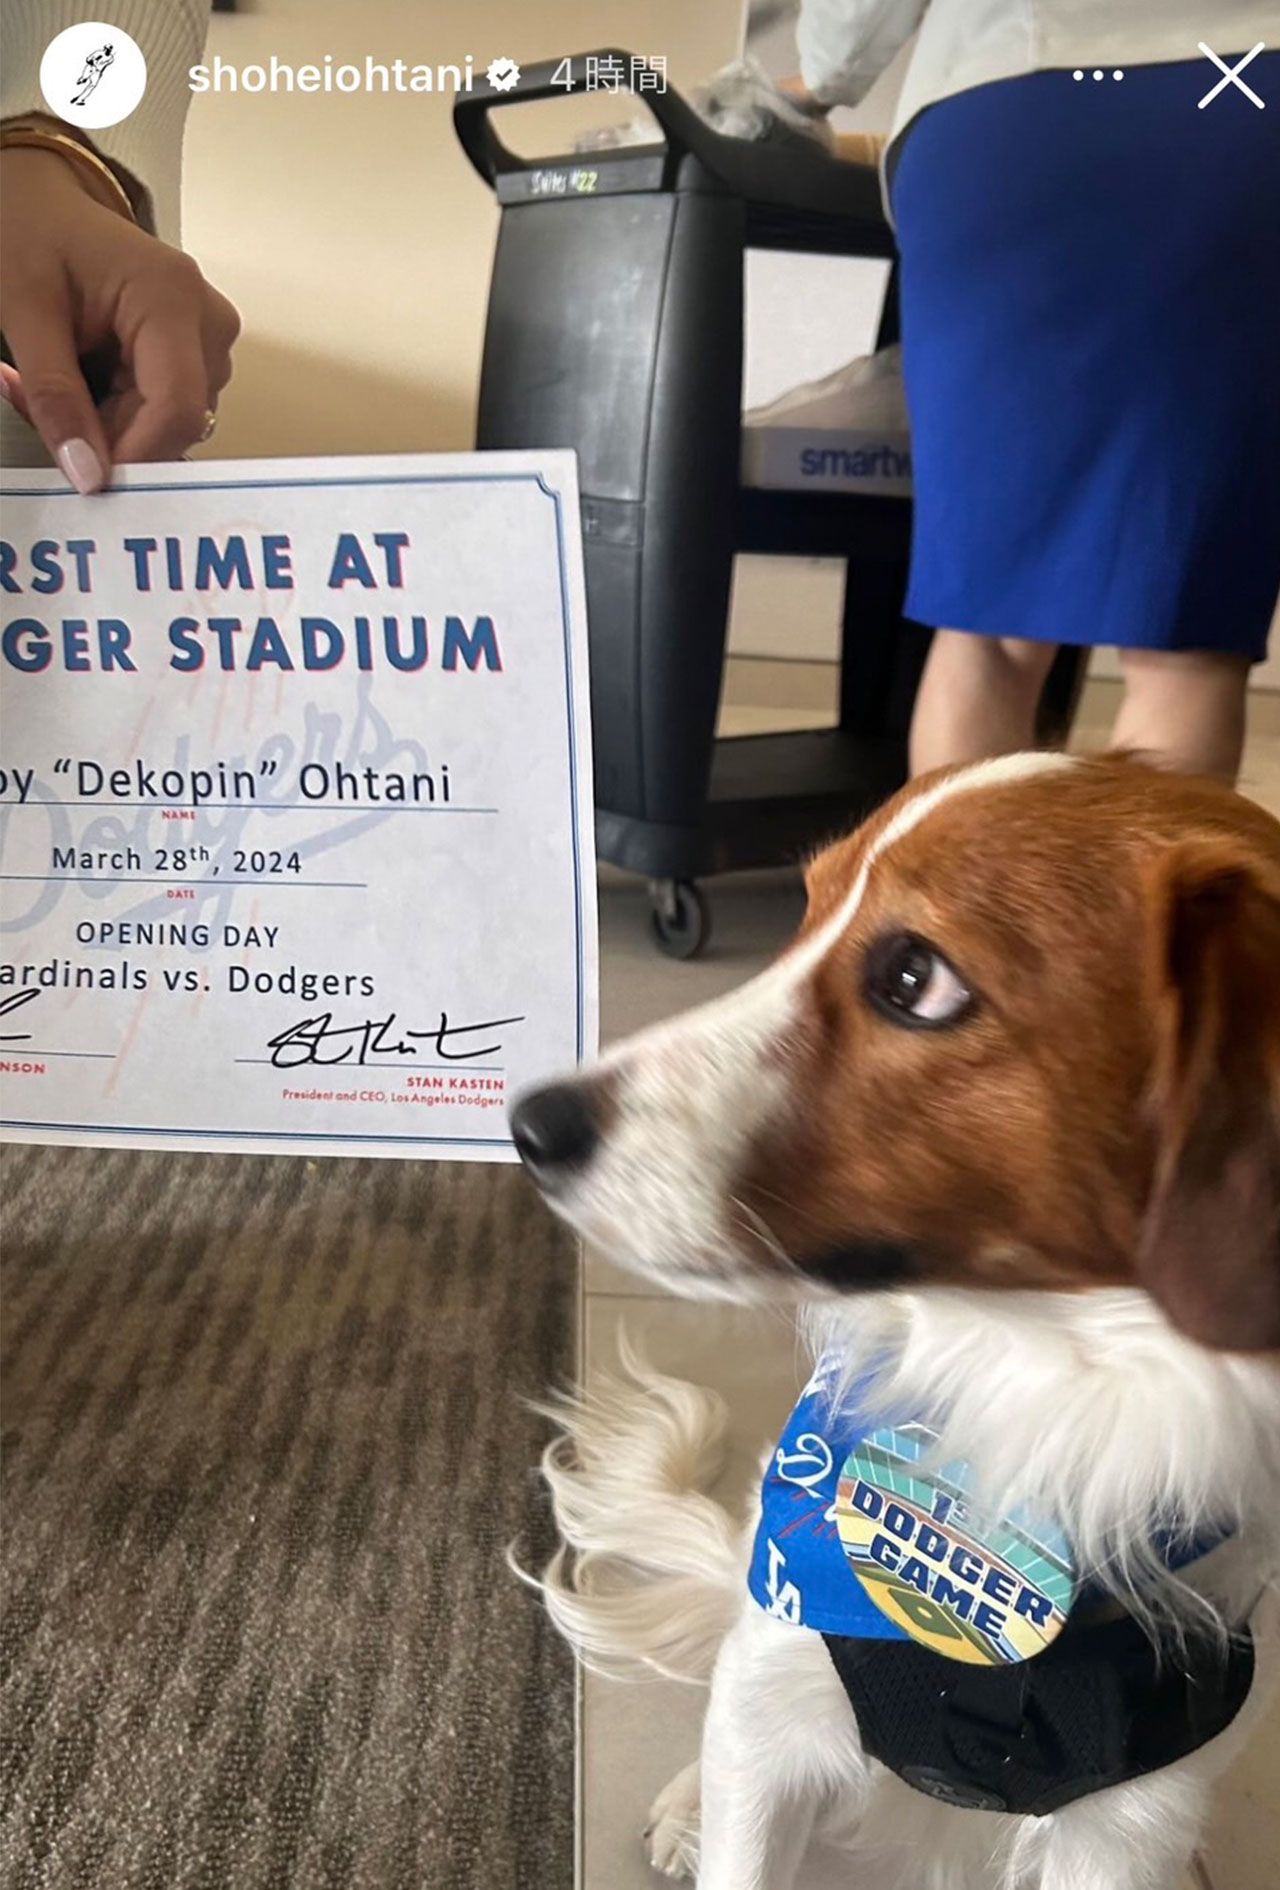 shoheiohtani 4時間
Suites #22
smartw
RST TIME AT
GER STADIUM
Dodgers
by "Dekopin" Ohtani
NAME
March 28th, 2024
DATE
OPENING DAY
ardinals vs. Dodgers
NSON
STAN KASTEN
President and CEO, Los Angeles Dodgers
LA
DODGER
GAME